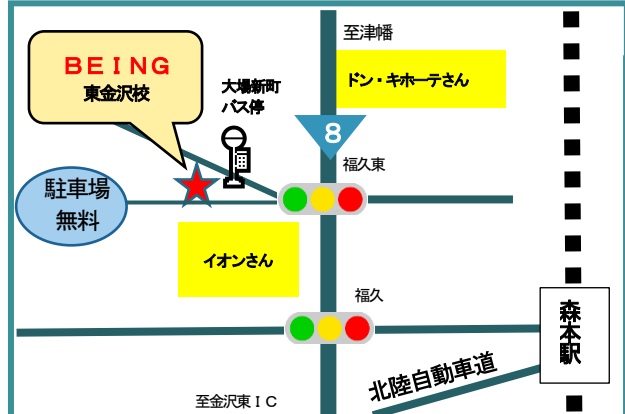 至津幡
BEING
東金沢校
大場新町
バス停
ドン・キホーテさん
8
福久東
駐車場
無料
イオンさん
福久
森本駅
北陸自動車道
至金沢東IC